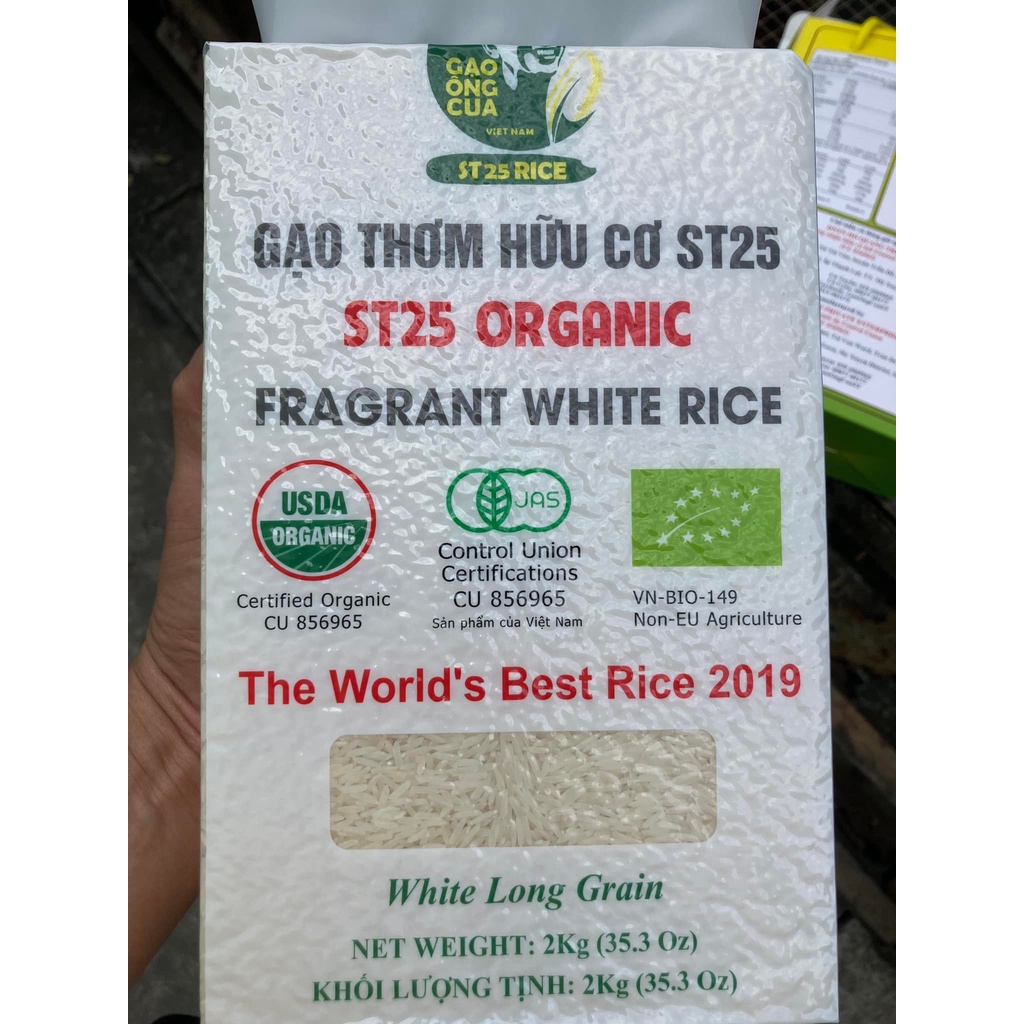 GẠO
ÔNG
CUA
VIET NAM
ST25 RICE
GẠO THƠM HỮU CƠ ST25
ST25 ORGANIC
FRAGRANT WHITE RICE
USDA
ORGANIC
Certified Organic
CU 856965
JAS
Control Union
Certifications
CU 856965
Sản phẩm của Việt Nam
VN-BIO-149
Non-EU Agriculture
The World's Best Rice 2019
White Long Grain
NET WEIGHT: 2Kg (35.3 Oz)
KHỐI LƯỢNG TỊNH: 2Kg (35.3 Oz)